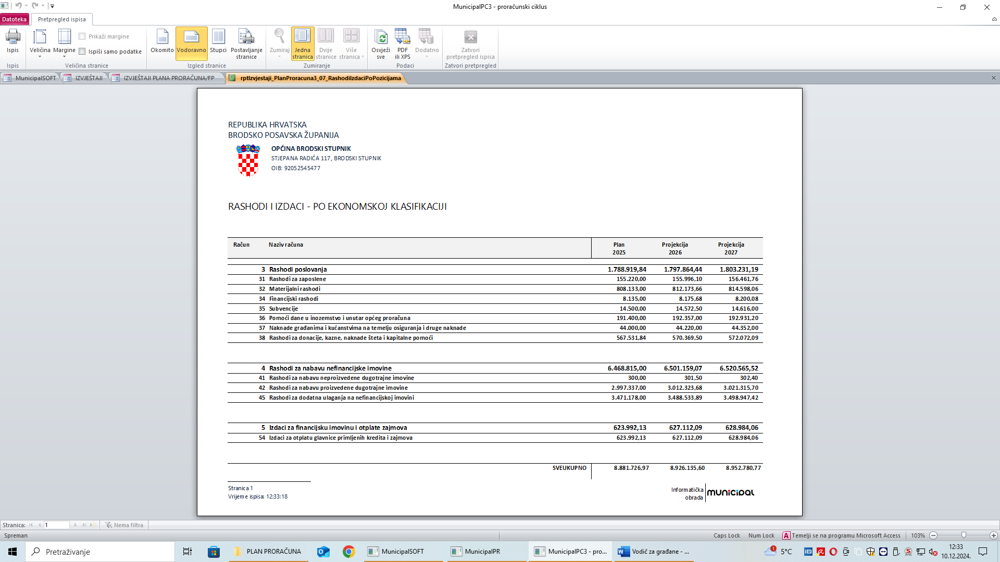 MunicipalPC3 - proračunski ciklus
Datoteka
Pretpregled ispisa
Ispis
Veličina
Margine
Prikaži margine
Ispiši samo podatke
Okomito
Vodoravno
Stupci
Postavljanje stranice
Zumiraj
Jedna stranica
Dvije stranice
Više stranica
Osvježi sve
PDF ili XPS
Dodatno
Zatvori pretpregled ispisa
Ispis
Veličina stranice
Izgled stranice
Zumiranje
Podaci
Zatvori pretpregled
MunicipalSOFT
IZVJEŠTAJI
IZVJEŠTAJI PLANA PRORAČUNA/FP
rptIzvjestaji_PlanProracuna3_07_RashodiIzdaciPoPozicijama
REPUBLIKA HRVATSKA
BRODSKO POSAVSKA ŽUPANIJA
OPĆINA BRODSKI STUPNIK
STJEPANA RADIĆA 117, BRODSKI STUPNIK
OIB: 92052545477
RASHODI I IZDACI - PO EKONOMSKOJ KLASIFIKACIJI
Račun Naziv računa Plan 2025 Projekcija 2026 Projekcija 2027
3 Rashodi poslovanja 1.788.919,84 1.797.864,44 1.803.231,19
31 Rashodi za zaposlene 155.220,00 155.996,10 156.461,76
32 Materijalni rashodi 808.133,00 812.173,66 814.598,06
34 Financijski rashodi 8.135,00 8.175,68 8.200,08
35 Subvencije 14.500,00 14.572,50 14.616,00
36 Pomoći dane u inozemstvo i unutar općeg proračuna 191.400,00 192.357,00 192.931,20
37 Naknade građanima i kućanstvima na temelju osiguranja i druge naknade 44.000,00 44.220,00 44.352,00
38 Rashodi za donacije, kazne, naknade šteta i kapitalne pomoći 567.531,84 570.369,50 572.072,09
4 Rashodi za nabavu nefinancijske imovine 6.468.815,00 6.501.159,07 6.520.565,52
41 Rashodi za nabavu neproizvedene dugotrajne imovine 300,00 301,50 302,40
42 Rashodi za nabavu proizvedene dugotrajne imovine 2.997.337,00 3.012.323,68 3.021.315,70
45 Rashodi za dodatna ulaganja na nefinancijskoj imovini 3.471.178,00 3.488.533,89 3.498.947,42
5 Izdaci za financijsku imovinu i otplate zajmova 623.992,13 627.112,09 628.984,06
54 Izdaci za otplatu glavnice primljenih kredita i zajmova 623.992,13 627.112,09 628.984,06
SVEUKUPNO 8.881.726,97 8.926.135,60 8.952.780,77
Stranica 1
Vrijeme ispisa: 12:33:18
Informatička obrada municipal
Stranica: 1 Nema filtra
Spreman Caps Lock Num Lock Temelji se na programu Microsoft Access 103%
Pretraživanje
PLAN PRORAČUNA
MunicipalSOFT
MunicipalPR
MunicipalPC3 - pro...
Vodič za građane - ...
1
5°C
12:33
10.12.2024.